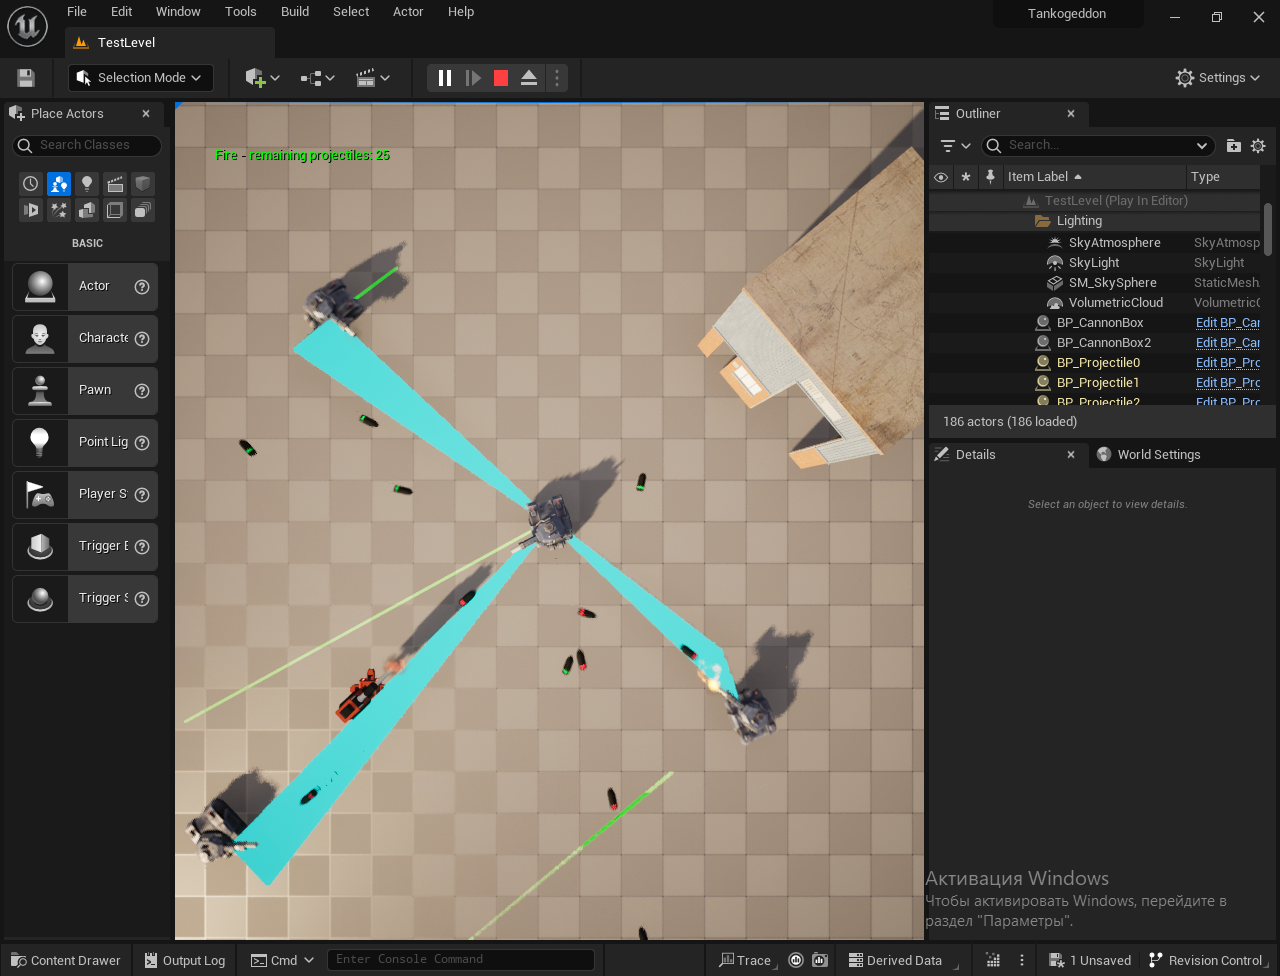 File Edit Window Tools Build Select Actor Help
Tankogeddon
TestLevel
Selection Mode
Settings
Place Actors
Search Classes
BASIC
Actor
Characte
Pawn
Point Lig
Player S
Trigger
Trigger
Fire - remaining projectiles: 25
Outliner
Search...
Item Label Type
TestLevel (Play In Editor)
Lighting
SkyAtmosphere SkyAtmosp
SkyLight SkyLight
SM_SkySphere StaticMesh
VolumetricCloud Volumetric
BP_CannonBox Edit BP_Car
BP_CannonBox2 Edit BP_Car
BP_Projectile0 Edit BP_Pro
BP_Projectile1 Edit BP_Pro
BP_Projectile2 Edit BP_Pro
186 actors (186 loaded)
Details
World Settings
Select an object to view details.
Активация Windows
Чтобы активировать Windows, перейдите в
раздел "Параметры".
Content Drawer Output Log Cmd Enter Console Command Trace Derived Data 1 Unsaved Revision Control